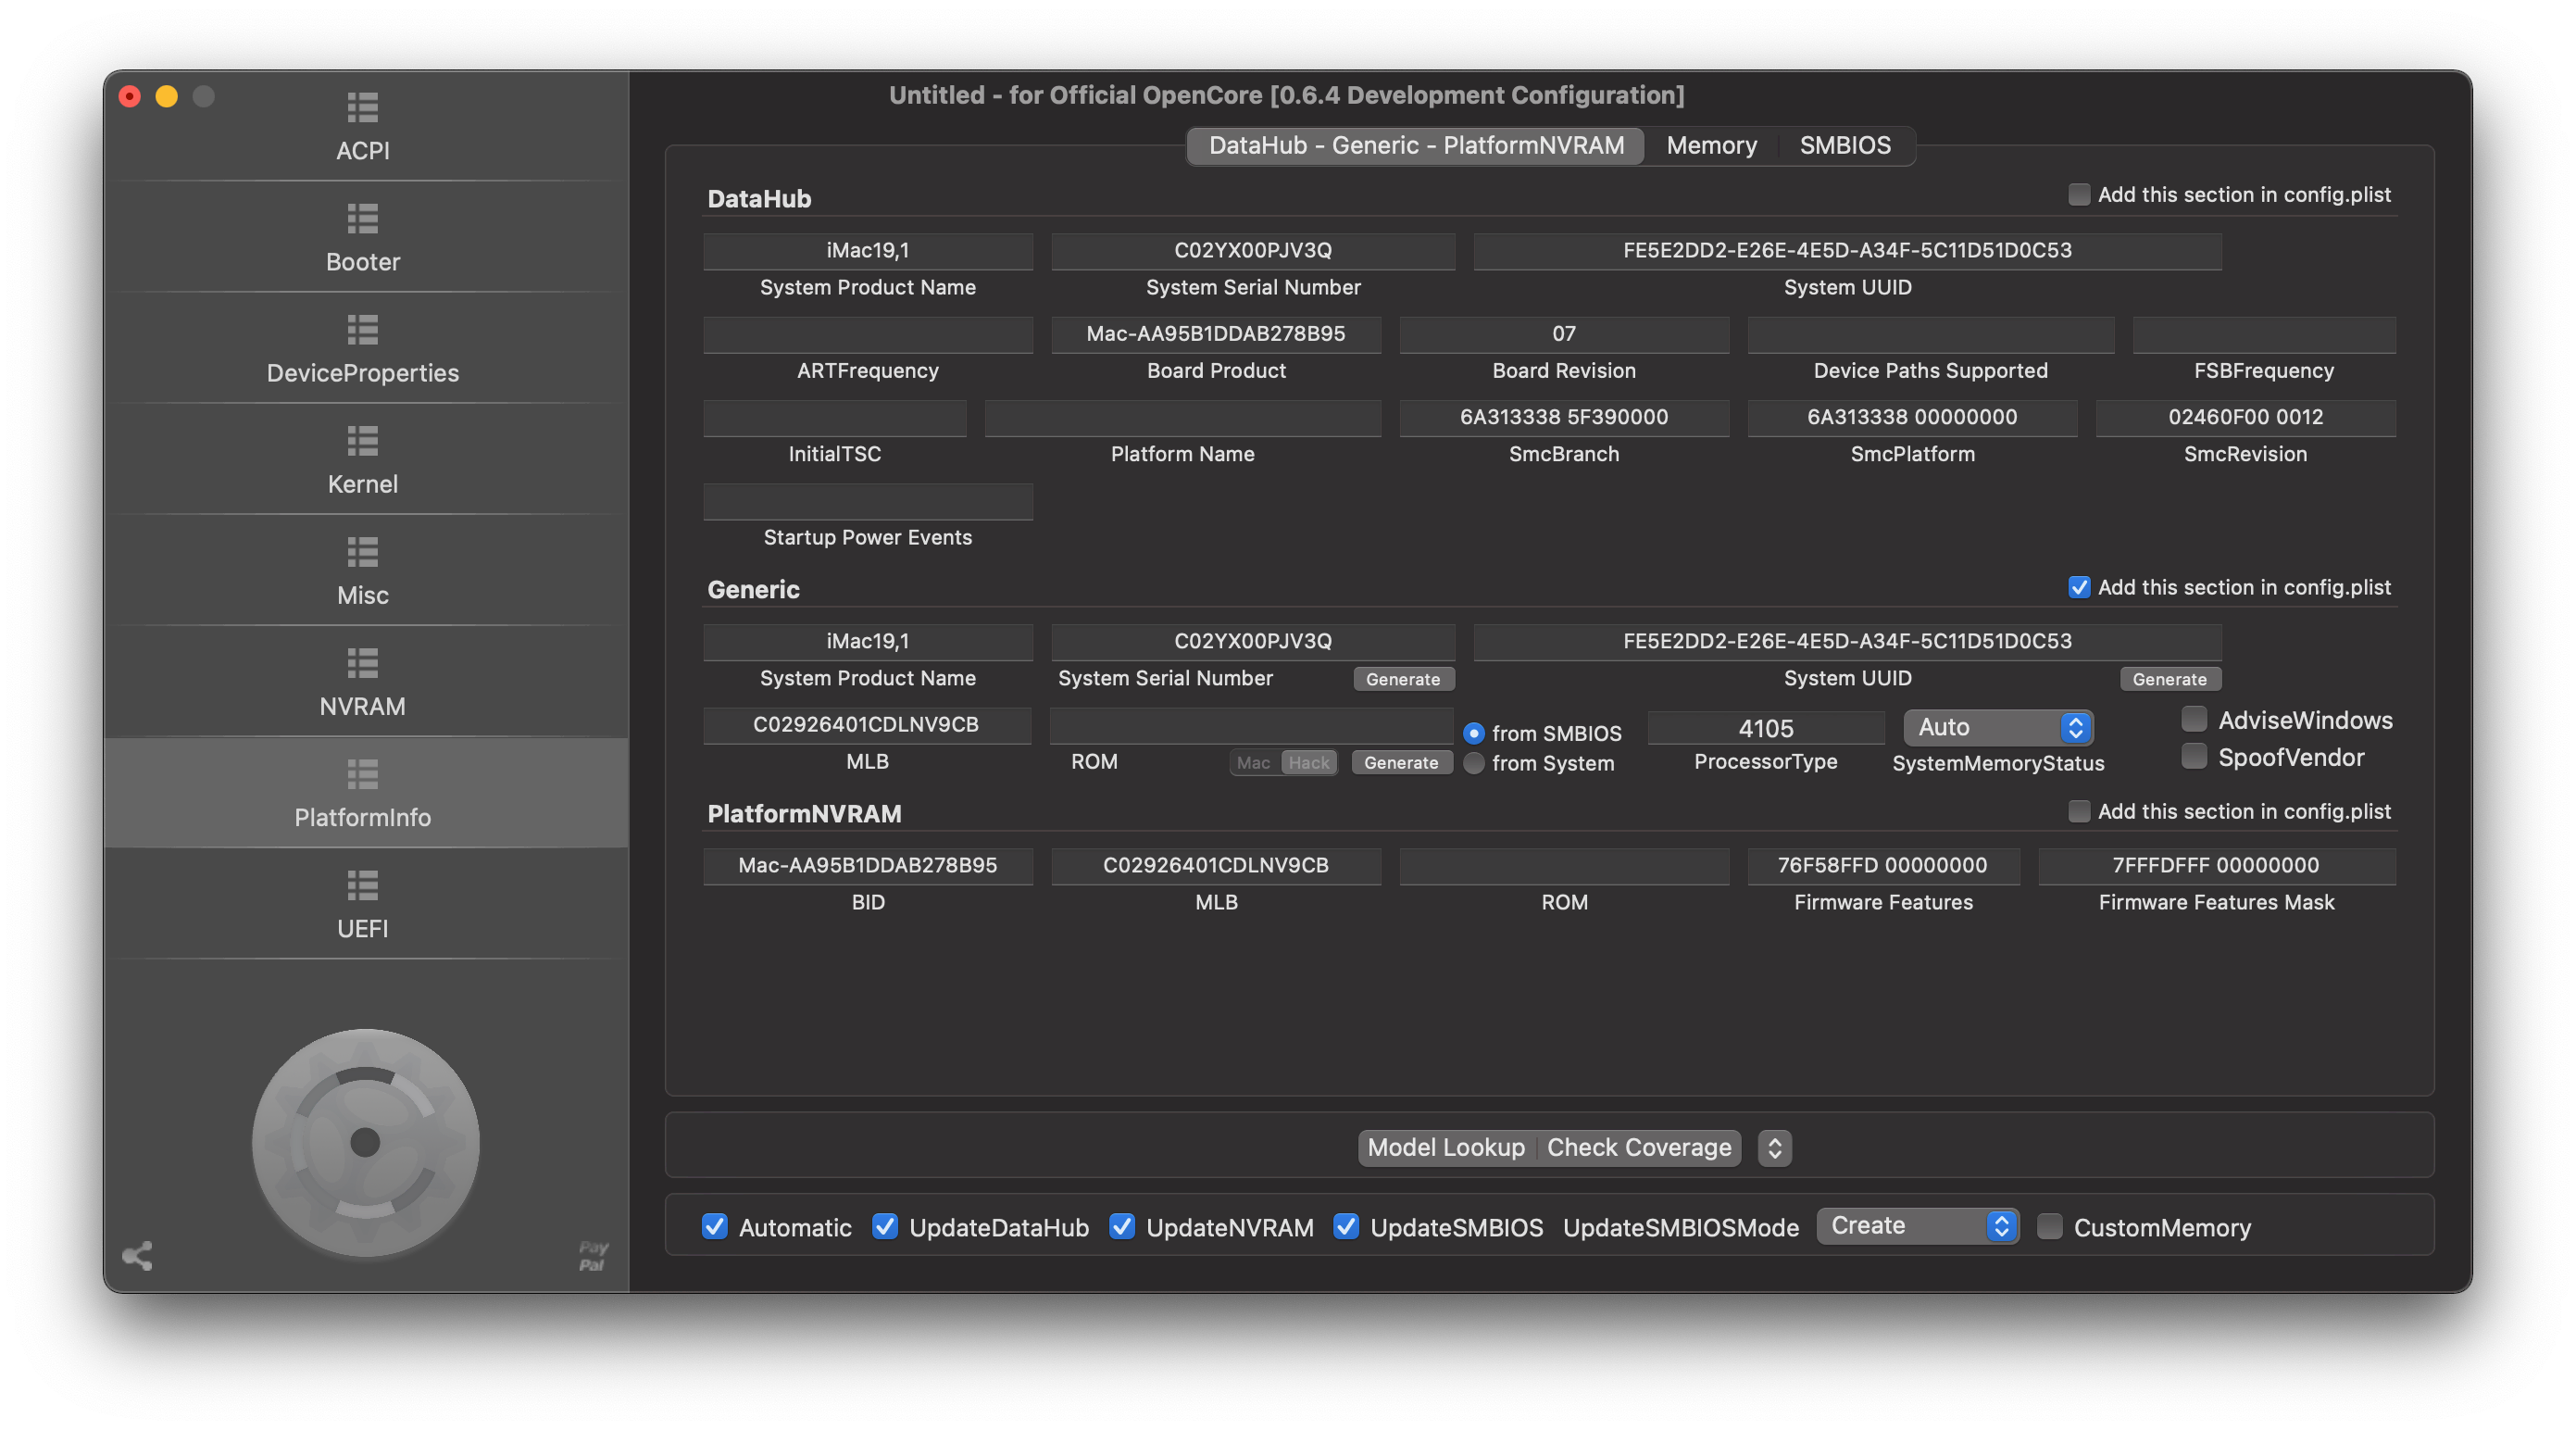 Untitled - for Official OpenCore [0.6.4 Development Configuration]
ACPI
Booter
DeviceProperties
Kernel
Misc
NVRAM
PlatformInfo
UEFI
Pay
Pal
DataHub - Generic - PlatformNVRAM Memory SMBIOS
DataHub Add this section in config.plist
iMac19,1 C02YX00PJV3Q FE5E2DD2-E26E-4E5D-A34F-5C11D51D0C53
System Product Name System Serial Number System UUID
Mac-AA95B1DDAB278B95 07
ARTFrequency Board Product Board Revision Device Paths Supported FSBFrequency
6A313338 5F390000 6A313338 00000000 02460F00 0012
InitialTSC Platform Name SmcBranch SmcPlatform SmcRevision
Startup Power Events
Generic Add this section in config.plist
iMac19,1 C02YX00PJV3Q FE5E2DD2-E26E-4E5D-A34F-5C11D51D0C53
System Product Name System Serial Number Generate System UUID Generate
C02926401CDLNV9CB from SMBIOS 4105 Auto AdviseWindows
MLB ROM Mac Hack Generate from System ProcessorType SystemMemoryStatus SpoofVendor
PlatformNVRAM Add this section in config.plist
Mac-AA95B1DDAB278B95 C02926401CDLNV9CB 76F58FFD 00000000 7FFFDFFF 00000000
BID MLB ROM Firmware Features Firmware Features Mask
Model Lookup Check Coverage
Automatic UpdateDataHub UpdateNVRAM UpdateSMBIOS UpdateSMBIOSMode Create CustomMemory